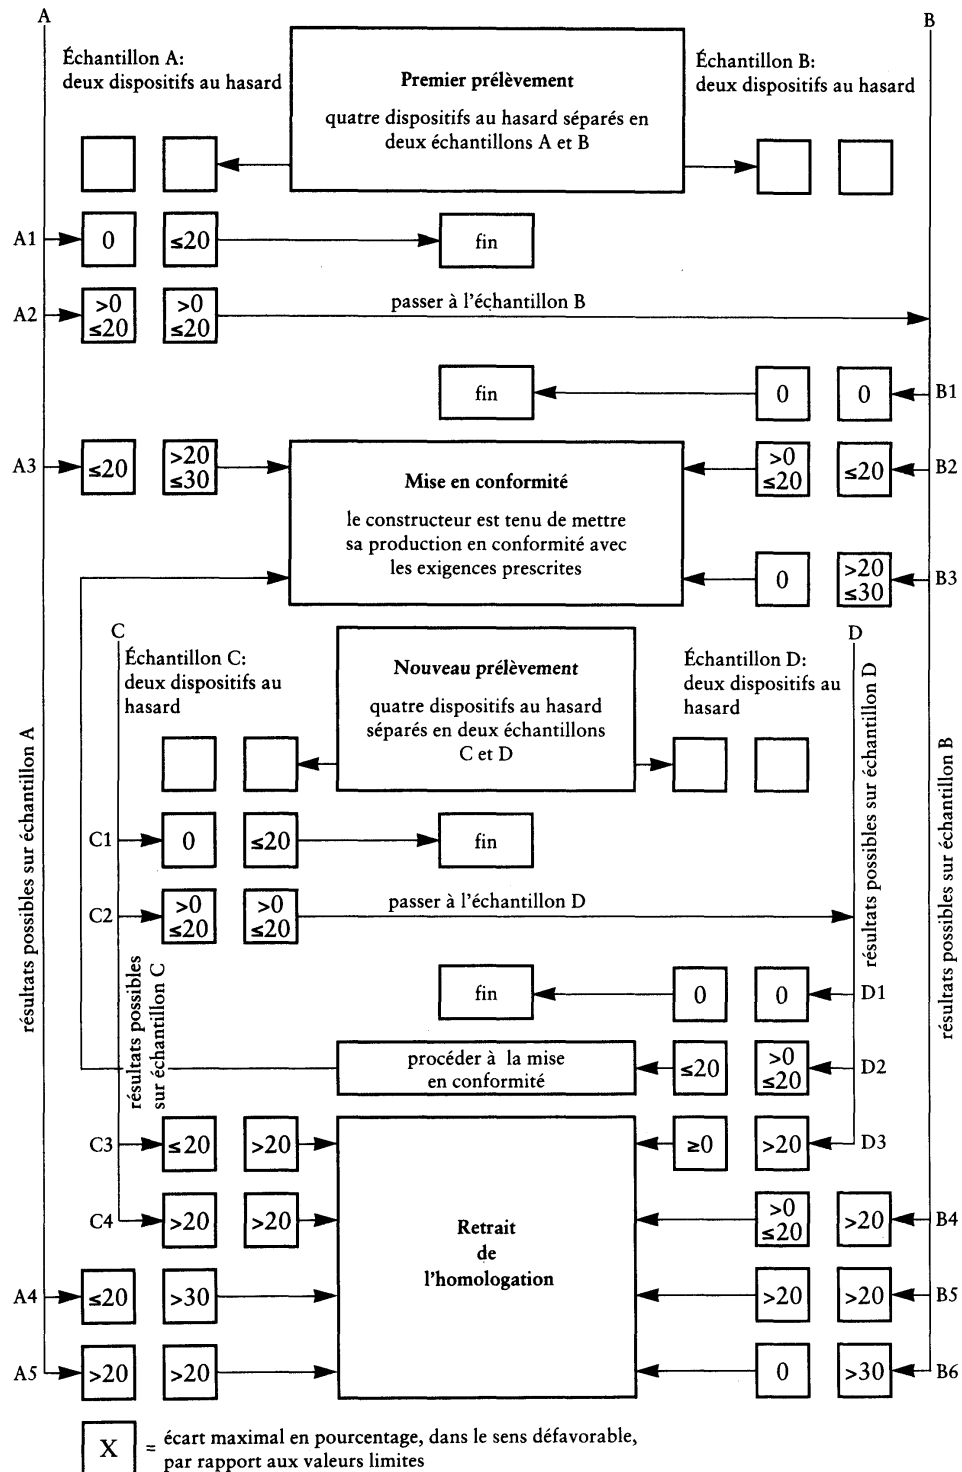 A
B
Échantillon A:
deux dispositifs au hasard
Premier prélèvement
quatre dispositifs au hasard séparés en
deux échantillons A et B
Échantillon B:
deux dispositifs au hasard
A1
0
≤20
fin
A2
>0
≤20
>0
≤20
passer à l'échantillon B
fin
0
0
B1
A3
≤20
>20
≤30
Mise en conformité
le constructeur est tenu de mettre
sa production en conformité avec
les exigences prescrites
>0
≤20
≤20
B2
0
>20
≤30
B3
C
D
Échantillon C:
deux dispositifs au
hasard
Nouveau prélèvement
quatre dispositifs au hasard
séparés en deux échantillons
C et D
Échantillon D:
deux dispositifs au
hasard
résultats possibles sur échantillon A
résultats possibles sur échantillon D
résultats possibles sur échantillon B
C1
0
≤20
fin
C2
>0
≤20
>0
≤20
passer à l'échantillon D
résultats possibles
sur échantillon C
fin
0
0
D1
procéder à la mise
en conformité
≤20
>0
≤20
D2
C3
≤20
>20
Retrait
de
l'homologation
≥0
>20
D3
C4
>20
>20
>0
≤20
>20
B4
A4
≤20
>30
>20
>20
B5
A5
>20
>20
0
>30
B6
X = écart maximal en pourcentage, dans le sens défavorable,
par rapport aux valeurs limites